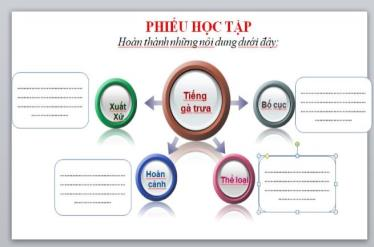 PHIẾU HỌC TẬP
Hoàn thành những nội dung dưới đây:
Xuất
Xứ
Tiếng
gà trưa
Bố cục
Hoàn
cảnh
Thể loại